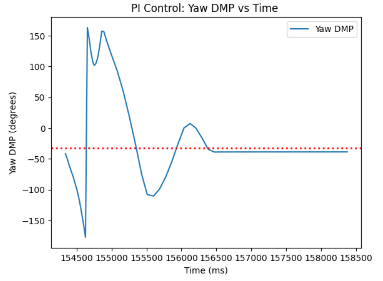 PI Control: Yaw DMP vs Time
Yaw DMP
150
100
50
0
−50
−100
−150
Yaw DMP (degrees)
154500 155000 155500 156000 156500 157000 157500 158000 158500
Time (ms)